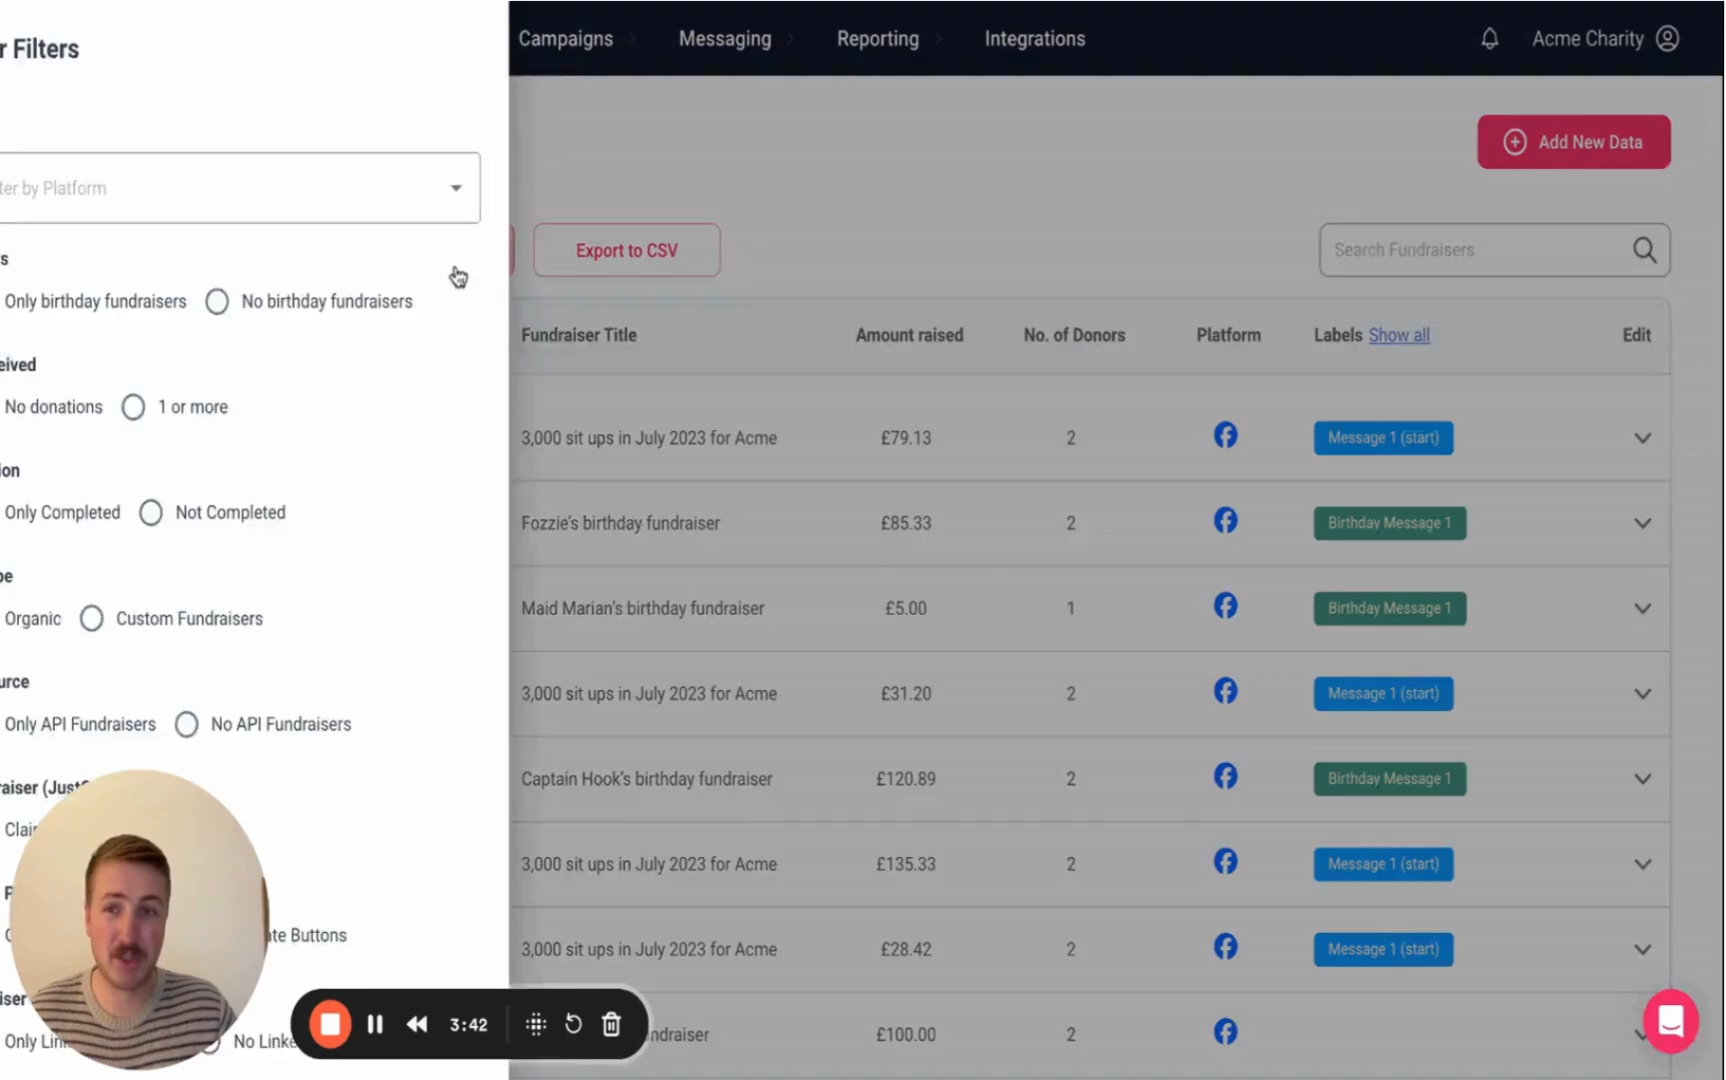 r Filters
Campaigns
Messaging
Reporting
Integrations
Acme Charity
Add New Data
ter by Platform
Export to CSV
Search Fundraisers
s
Only birthday fundraisers
No birthday fundraisers
eived
No donations
1 or more
ion
Only Completed
Not Completed
pe
Organic
Custom Fundraisers
urce
Only API Fundraisers
No API Fundraisers
raiser (Just
Clai
P
te Buttons
iser
Only Link
No Linke
Fundraiser Title
Amount raised
No. of Donors
Platform
Labels Show all
Edit
3,000 sit ups in July 2023 for Acme
£79.13
2
Message 1 (start)
Fozzie's birthday fundraiser
£85.33
2
Birthday Message 1
Maid Marian's birthday fundraiser
£5.00
1
Birthday Message 1
3,000 sit ups in July 2023 for Acme
£31.20
2
Message 1 (start)
Captain Hook's birthday fundraiser
£120.89
2
Birthday Message 1
3,000 sit ups in July 2023 for Acme
£135.33
2
Message 1 (start)
3,000 sit ups in July 2023 for Acme
£28.42
2
Message 1 (start)
ndraiser
£100.00
2
3:42